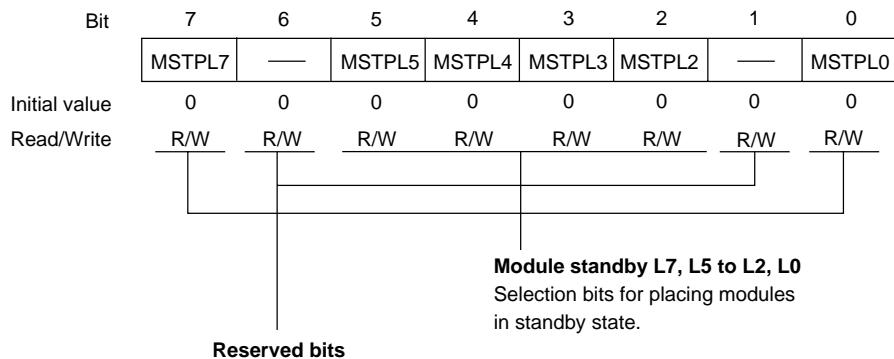 Bit 7 6 5 4 3 2 1 0
MSTPL7 — MSTPL5 MSTPL4 MSTPL3 MSTPL2 — MSTPL0
Initial value 0 0 0 0 0 0 0 0
Read/Write R/W R/W R/W R/W R/W R/W R/W R/W
Module standby L7, L5 to L2, L0
Selection bits for placing modules
in standby state.
Reserved bits